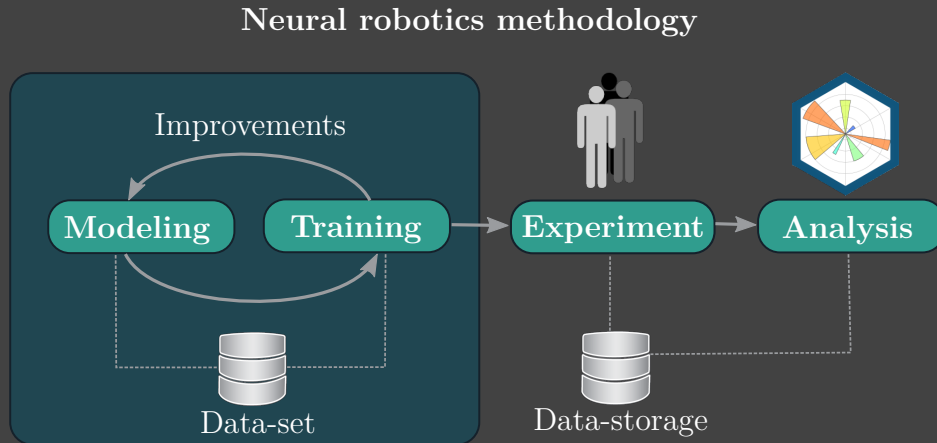 Neural robotics methodology
Improvements
Modeling
Training
Experiment
Analysis
Data-set
Data-storage